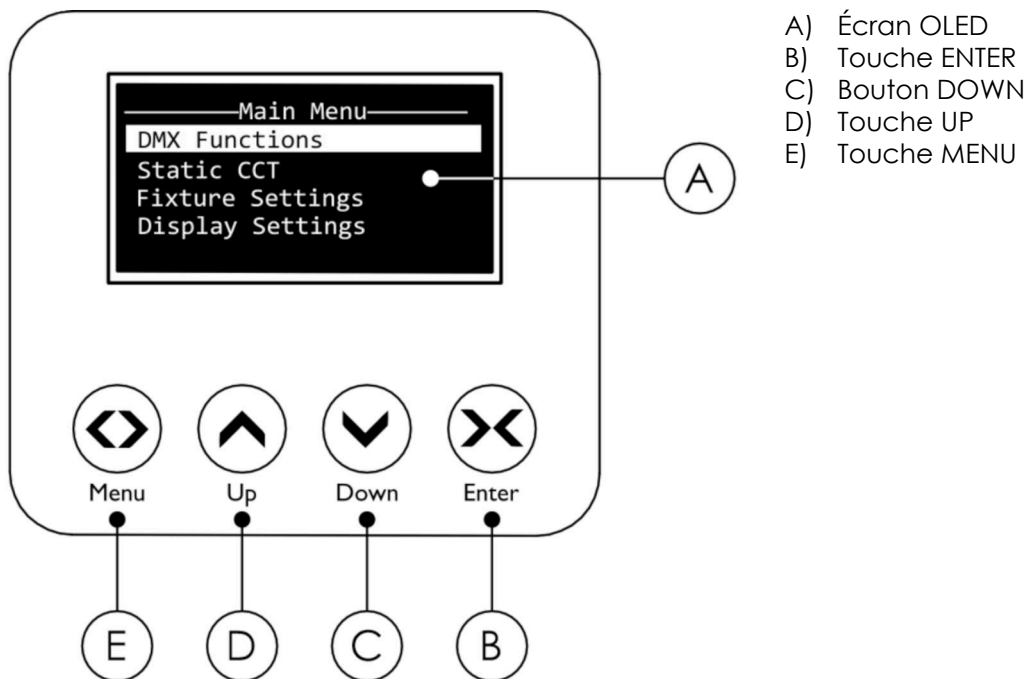 A) Écran OLED
B) Touche ENTER
C) Bouton DOWN
D) Touche UP
E) Touche MENU
Main Menu
DMX Functions
Static CCT
Fixture Settings
Display Settings
A
Menu Up Down Enter
E D C B